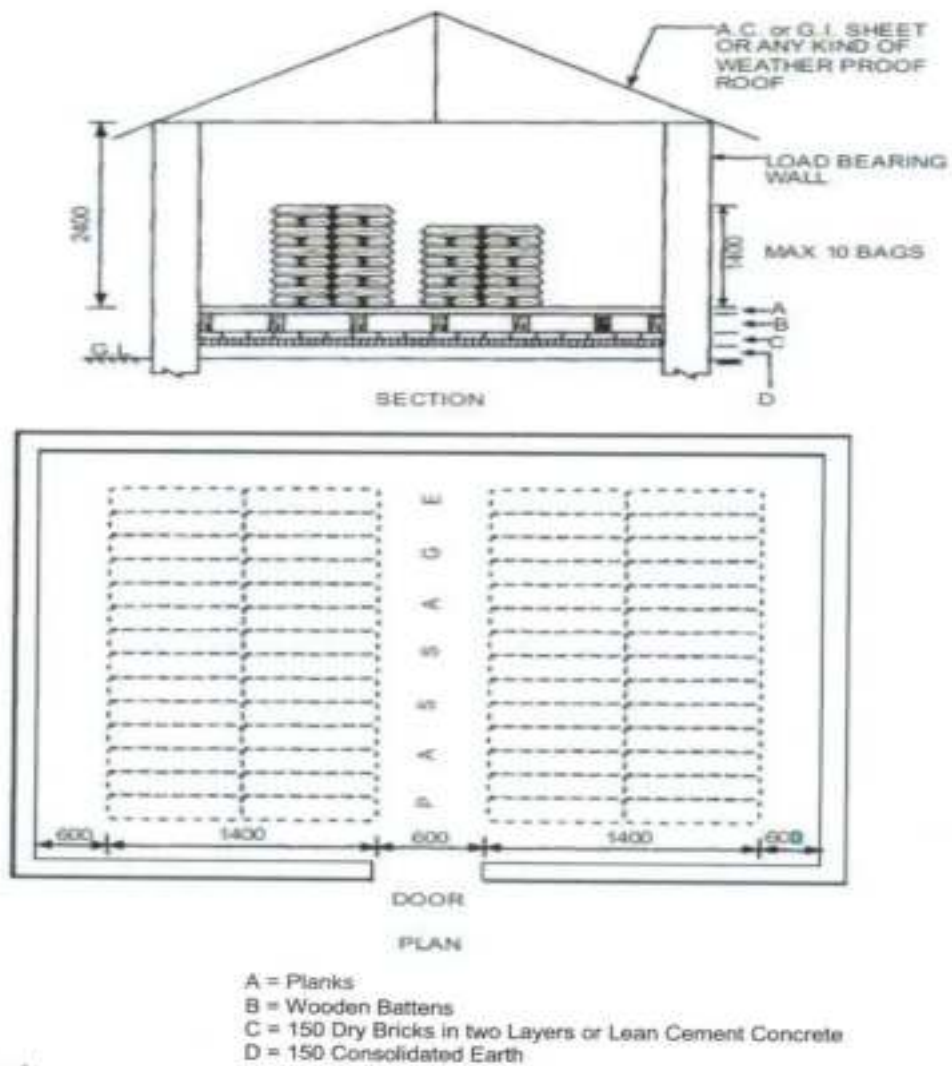 A.C. or G.I. SHEET
OR ANY KIND OF
WEATHER PROOF
ROOF
LOAD BEARING
WALL
2400
1400
MAX 10 BAGS
A
B
C
D
G.L.
SECTION
PASSAGE
600
1400
600
1400
600
DOOR
PLAN
A = Planks
B = Wooden Battens
C = 150 Dry Bricks in two Layers or Lean Cement Concrete
D = 150 Consolidated Earth